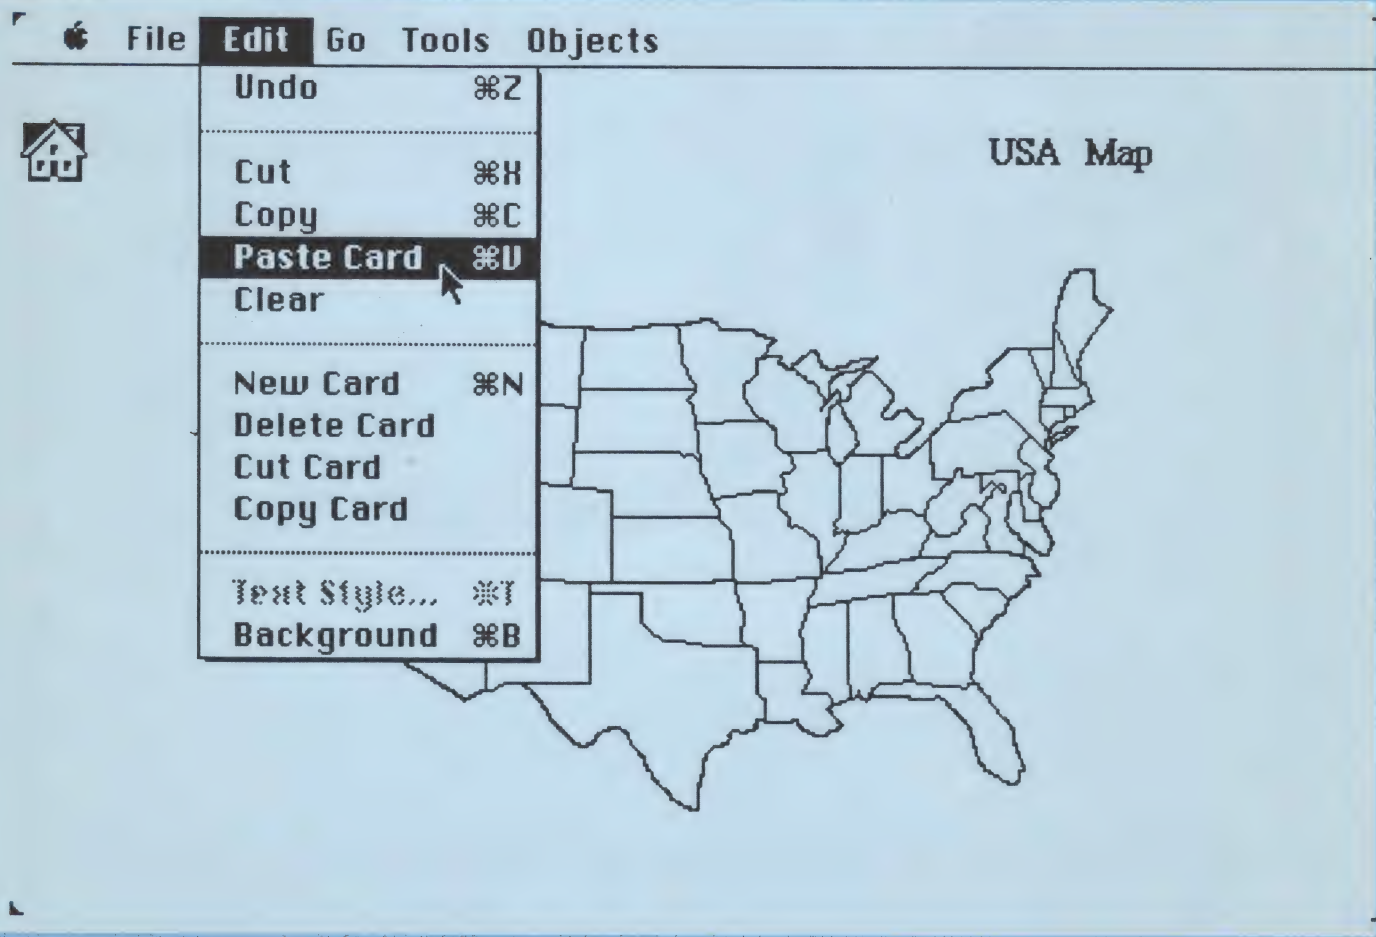 File Edit Go Tools Objects
Undo ⌘Z
Cut ⌘X
Copy ⌘C
Paste Card ⌘V
Clear
New Card ⌘N
Delete Card
Cut Card
Copy Card
Text Style... ⌘T
Background ⌘B
USA Map